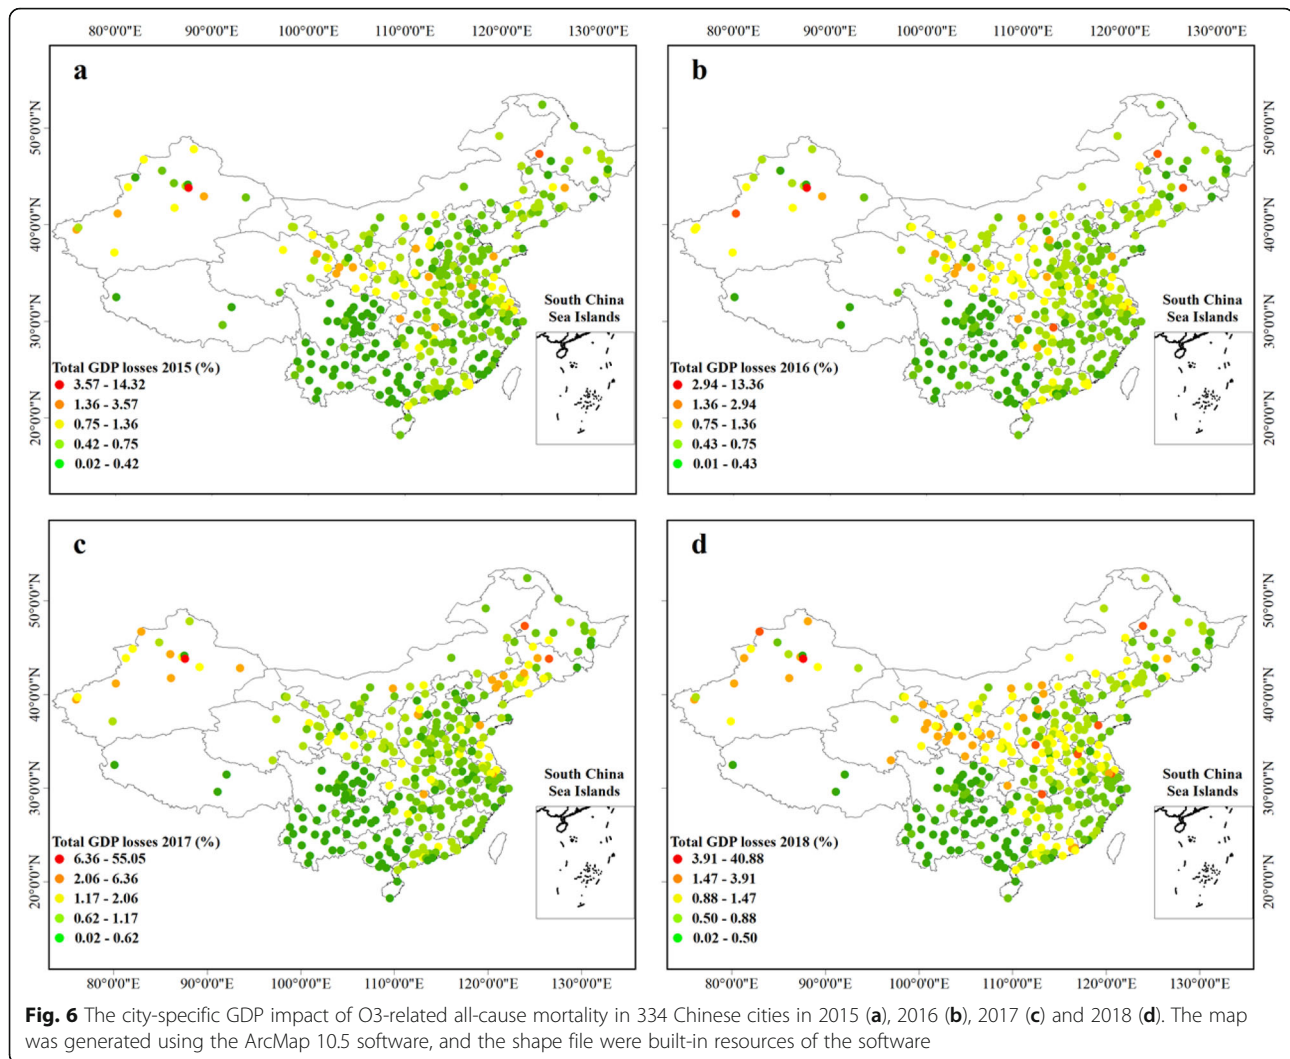 80°0'0"E 90°0'0"E 100°0'0"E 110°0'0"E 120°0'0"E 130°0'0"E
80°0'0"E 90°0'0"E 100°0'0"E 110°0'0"E 120°0'0"E 130°0'0"E
a
50°0'0"N
40°0'0"N
30°0'0"N
20°0'0"N
South China
Sea Islands
Total GDP losses 2015 (%)
3.57 - 14.32
1.36 - 3.57
0.75 - 1.36
0.42 - 0.75
0.02 - 0.42
b
50°0'0"N
40°0'0"N
30°0'0"N
20°0'0"N
South China
Sea Islands
Total GDP losses 2016 (%)
2.94 - 13.36
1.36 - 2.94
0.75 - 1.36
0.43 - 0.75
0.01 - 0.43
c
50°0'0"N
40°0'0"N
30°0'0"N
20°0'0"N
South China
Sea Islands
Total GDP losses 2017 (%)
6.36 - 55.05
2.06 - 6.36
1.17 - 2.06
0.62 - 1.17
0.02 - 0.62
d
50°0'0"N
40°0'0"N
30°0'0"N
20°0'0"N
South China
Sea Islands
Total GDP losses 2018 (%)
3.91 - 40.88
1.47 - 3.91
0.88 - 1.47
0.50 - 0.88
0.02 - 0.50
80°0'0"E 90°0'0"E 100°0'0"E 110°0'0"E 120°0'0"E 130°0'0"E
80°0'0"E 90°0'0"E 100°0'0"E 110°0'0"E 120°0'0"E 130°0'0"E
Fig. 6 The city-specific GDP impact of O3-related all-cause mortality in 334 Chinese cities in 2015 (a), 2016 (b), 2017 (c) and 2018 (d). The map
was generated using the ArcMap 10.5 software, and the shape file were built-in resources of the software